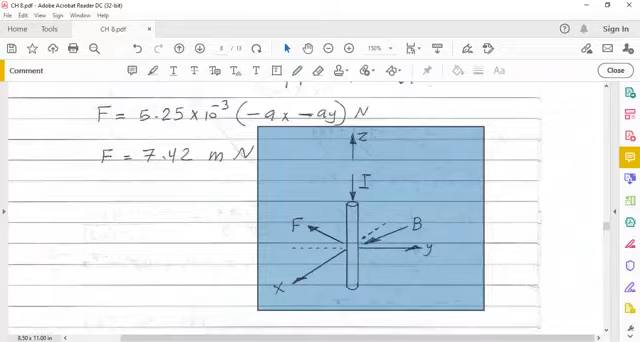 CH 8.pdf - Adobe Acrobat Reader DC (32-bit)
File Edit View Sign Window Help
Home Tools CH 8.pdf × Sign In
8 / 13 150%
Comment Close
F = 5.25 × 10⁻³ (-ax -ay) N
F = 7.42 m N
Z
I
F B
y
x
8.50 x 11.00 in